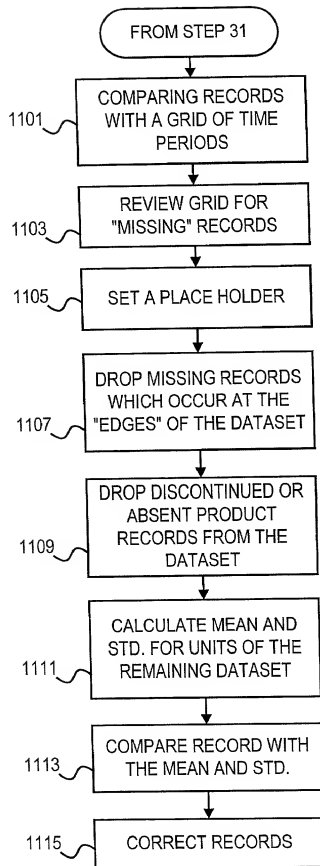 FROM STEP 31
1101
COMPARING RECORDS
WITH A GRID OF TIME
PERIODS
1103
REVIEW GRID FOR
"MISSING" RECORDS
1105
SET A PLACE HOLDER
1107
DROP MISSING RECORDS
WHICH OCCUR AT THE
"EDGES" OF THE DATASET
1109
DROP DISCONTINUED OR
ABSENT PRODUCT
RECORDS FROM THE
DATASET
1111
CALCULATE MEAN AND
STD. FOR UNITS OF THE
REMAINING DATASET
1113
COMPARE RECORD WITH
THE MEAN AND STD.
1115
CORRECT RECORDS